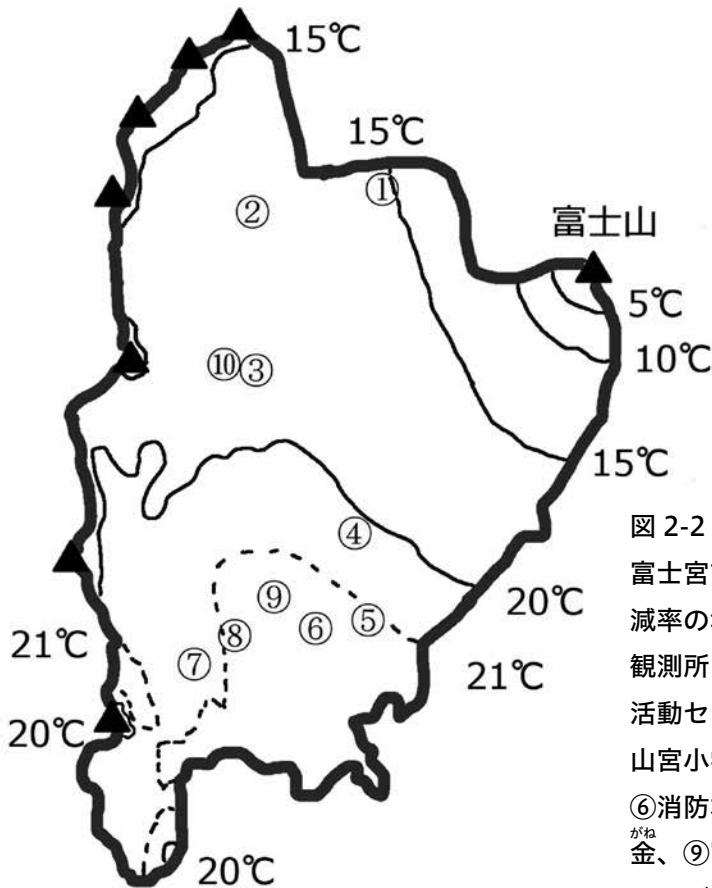 15℃
15℃
①
②
富士山
5℃
10℃
⑩③
15℃
④
20℃
⑨
⑤
⑥
⑧
⑦
21℃
21℃
20℃
20℃
図 2-2
富士宮
減率の
観測所
活動セ
山宮小
⑥消防
がね
金、⑨